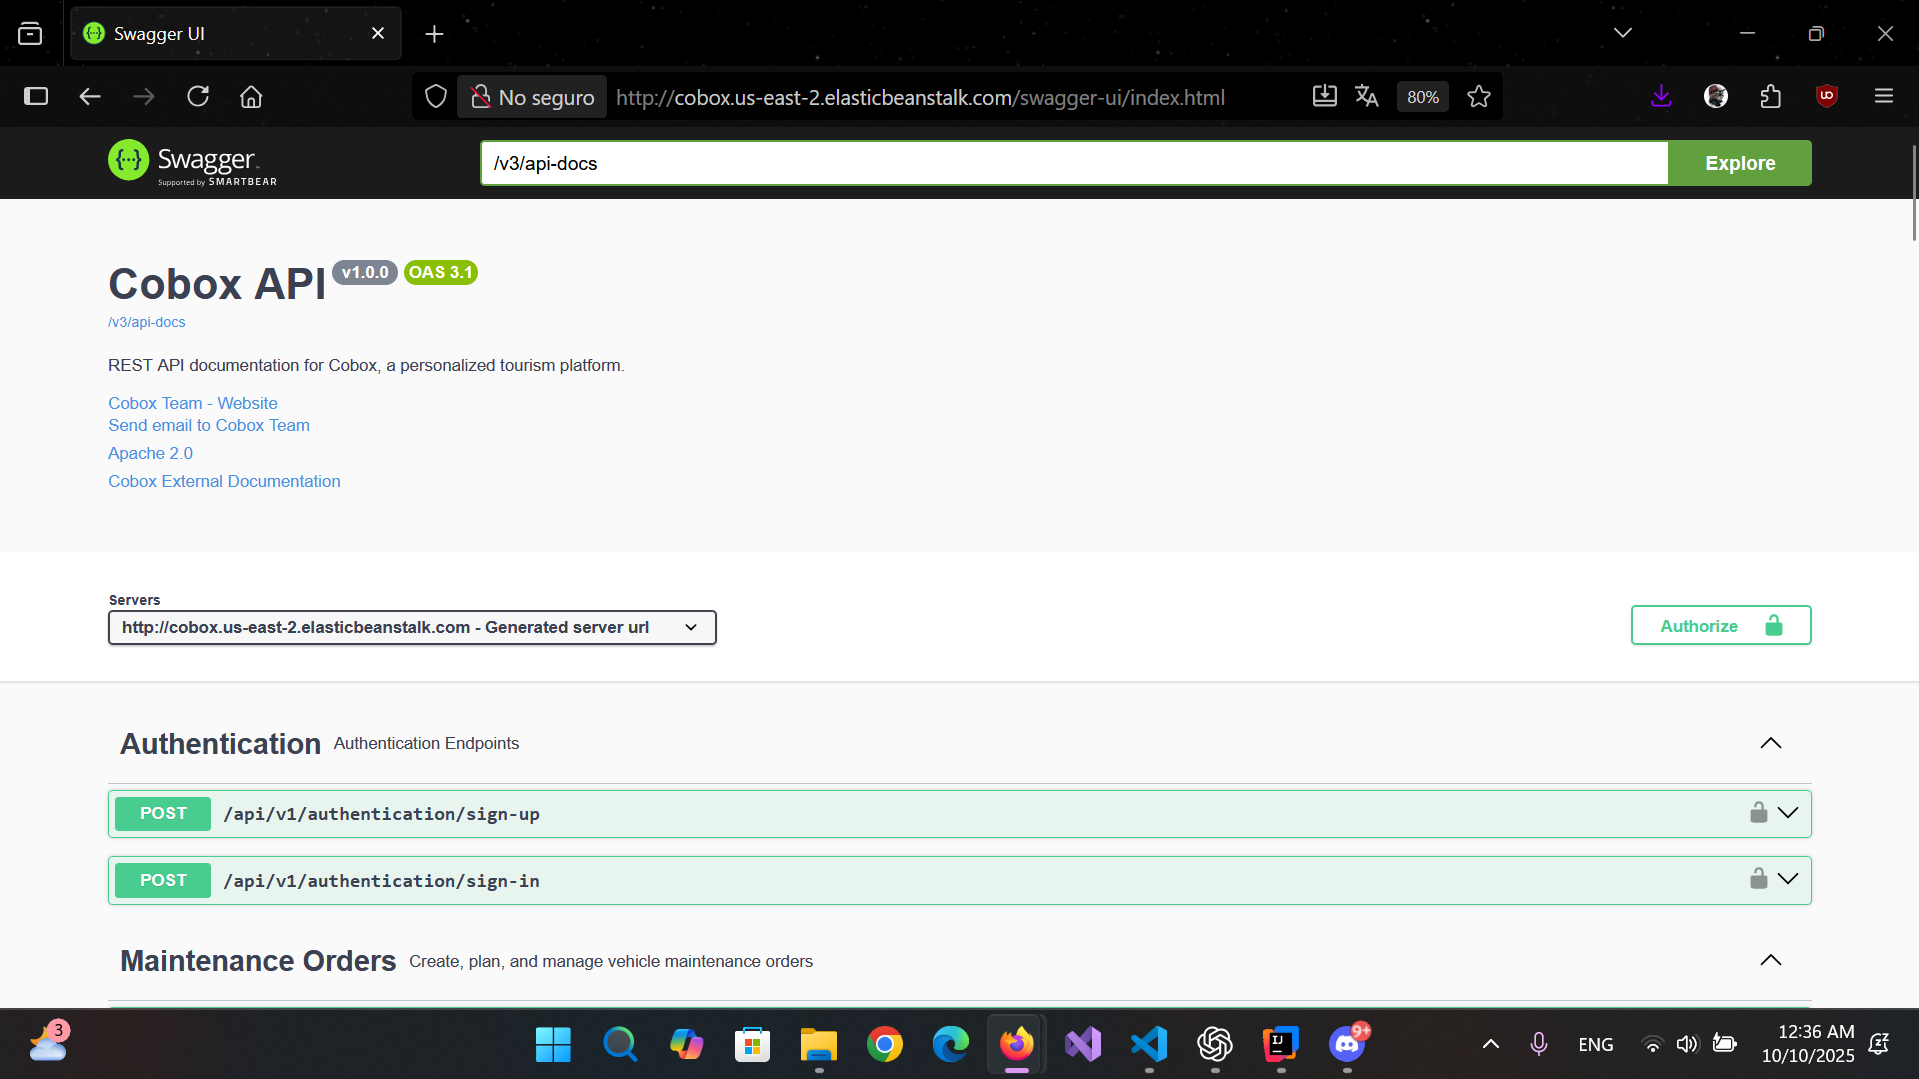 Swagger UI
No seguro
http://cobox.us-east-2.elasticbeanstalk.com/swagger-ui/index.html
80%
Swagger
Supported by SMARTBEAR
/v3/api-docs
Explore
Cobox API v1.0.0 OAS 3.1
/v3/api-docs
REST API documentation for Cobox, a personalized tourism platform.
Cobox Team - Website
Send email to Cobox Team
Apache 2.0
Cobox External Documentation
Servers
http://cobox.us-east-2.elasticbeanstalk.com - Generated server url
Authorize
Authentication Authentication Endpoints
POST /api/v1/authentication/sign-up
POST /api/v1/authentication/sign-in
Maintenance Orders Create, plan, and manage vehicle maintenance orders
3
9+
ENG
12:36 AM
10/10/2025